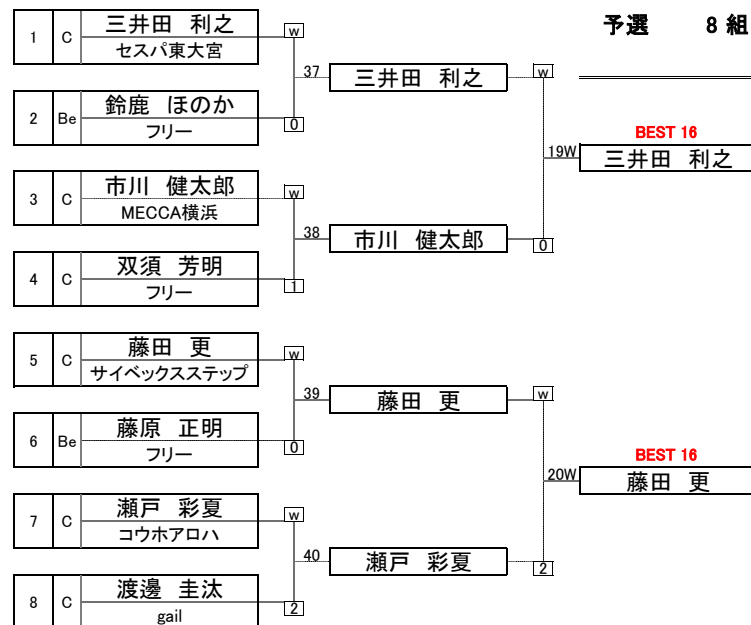 予選 8 組
1 C 三井田 利之 W
セスパ東大宮
37 三井田 利之 W
2 Be 鈴鹿 ほのか 0
フリー
BEST 16
19W 三井田 利之
3 C 市川 健太郎 W
MECCA横浜
38 市川 健太郎 0
4 C 双須 芳明 1
フリー
5 C 藤田 更 W
サイベックスステップ
39 藤田 更 W
6 Be 藤原 正明 0
フリー
BEST 16
20W 藤田 更
7 C 瀬戸 彩夏 W
コウホアロハ
40 瀬戸 彩夏 2
8 C 渡邊 圭汰 2
gail